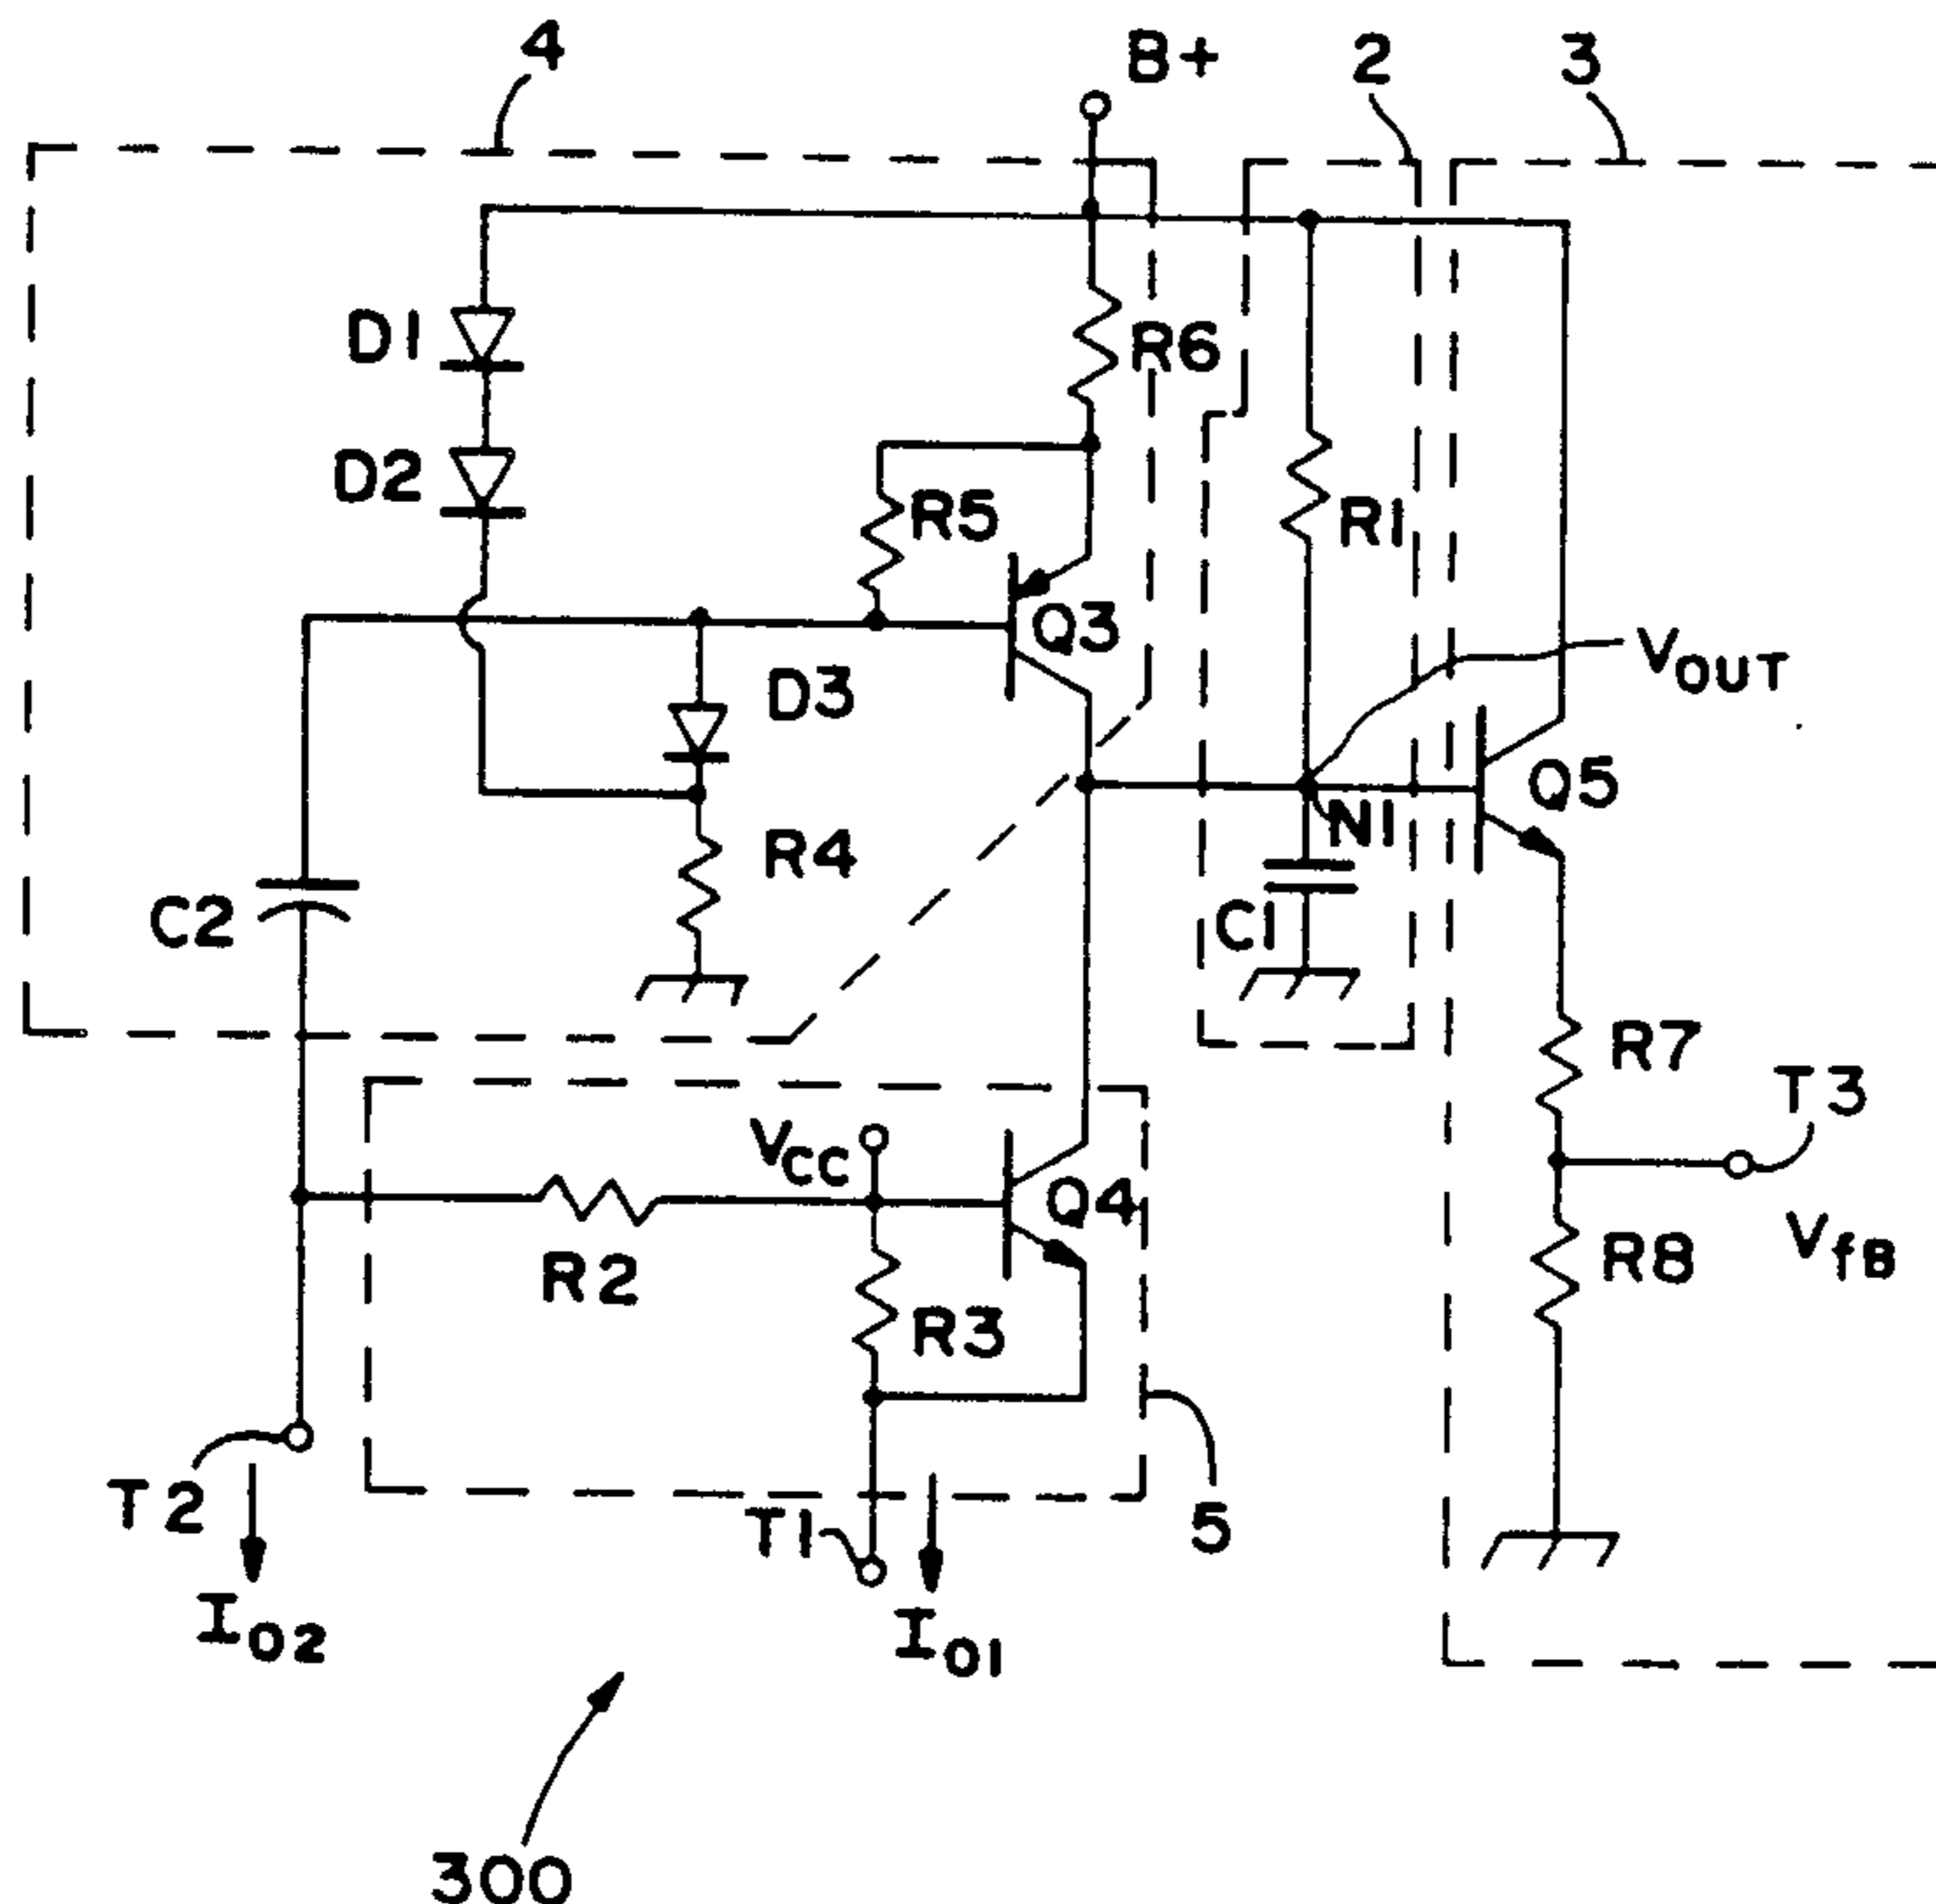 4
B+
2
3
D1
R6
D2
R5
R1
Q3
VOUT
D3
Q5
N1
R4
C2
C1
R7
T3
VCC
Q4
R2
R8
VfB
R3
T2
T1
5
IO2
IO1
300